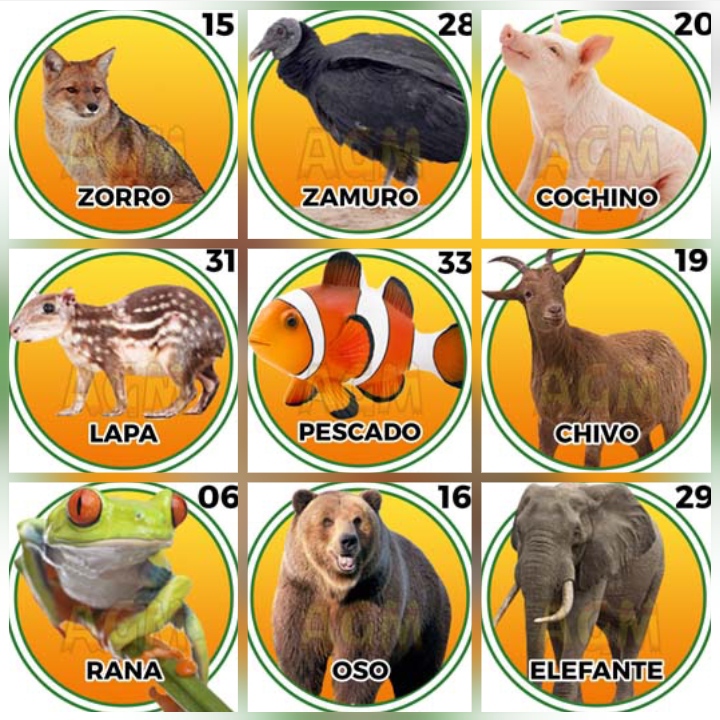 15
AGM
ZORRO
28
AGM
ZAMURO
20
AGM
COCHINO
31
AGM
LAPA
33
AGM
PESCADO
19
AGM
CHIVO
06
AGM
RANA
16
AGM
OSO
29
AGM
ELEFANTE